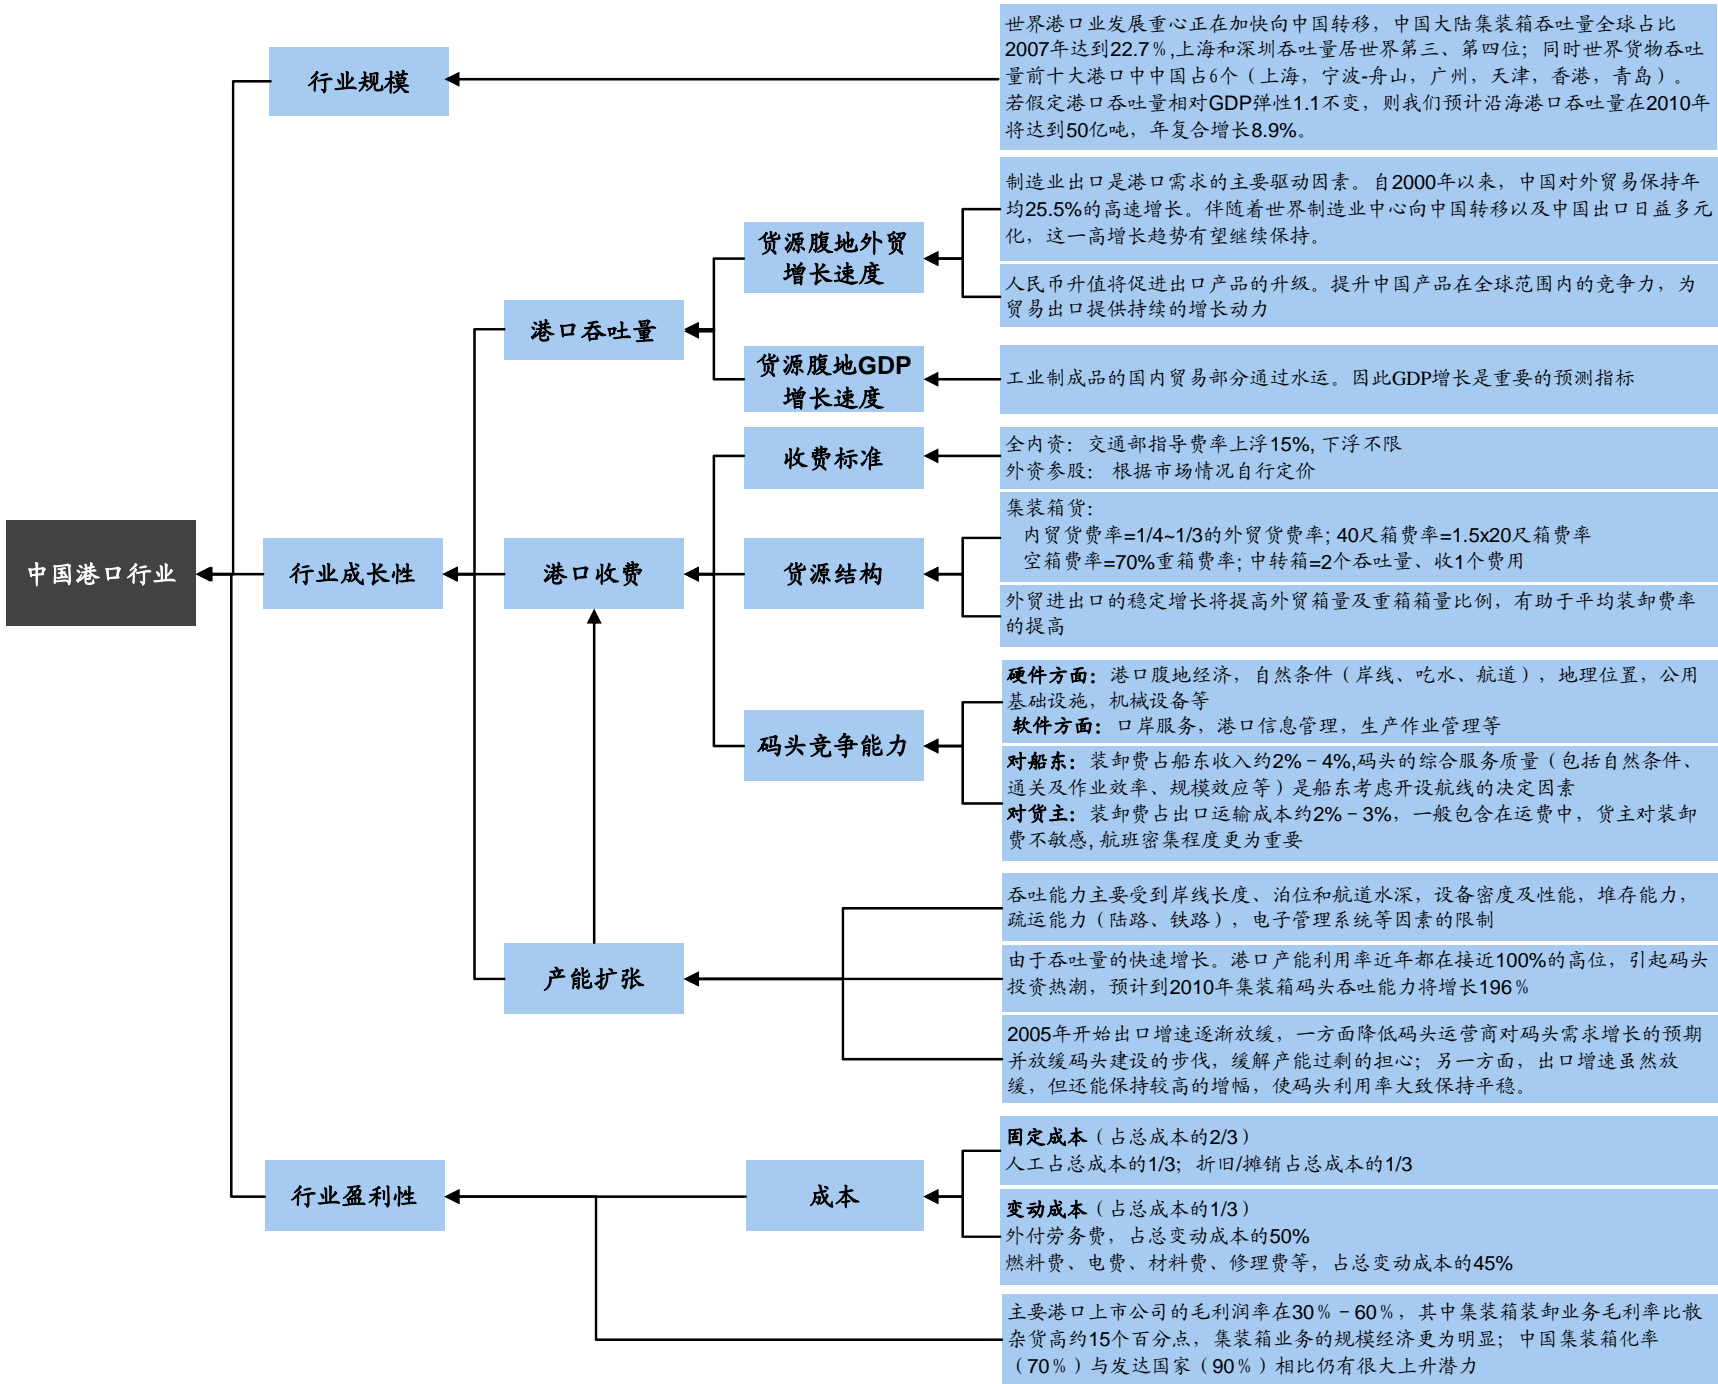 世界港口业发展重心正在加快向中国转移，中国大陆集装箱吞吐量全球占比
2007年达到22.7%,上海和深圳吞吐量居世界第三、第四位；同时世界货物吞吐
量前十大港口中中国占6个（上海，宁波-舟山，广州，天津，香港，青岛）。
若假定港口吞吐量相对GDP弹性1.1不变，则我们预计沿海港口吞吐量在2010年
将达到50亿吨，年复合增长8.9%。
行业规模
制造业出口是港口需求的主要驱动因素。自2000年以来，中国对外贸易保持年
均25.5%的高速增长。伴随着世界制造业中心向中国转移以及中国出口日益多元
化，这一高增长趋势有望继续保持。
货源腹地外贸
增长速度
人民币升值将促进出口产品的升级。提升中国产品在全球范围内的竞争力，为
贸易出口提供持续的增长动力
港口吞吐量
货源腹地GDP
增长速度
工业制成品的国内贸易部分通过水运。因此GDP增长是重要的预测指标
收费标准
全内资：交通部指导费率上浮15%,下浮不限
外资参股： 根据市场情况自行定价
集装箱货：
内贸货费率=1/4~1/3的外贸货费率; 40尺箱费率=1.5x20尺箱费率
空箱费率=70%重箱费率; 中转箱=2个吞吐量、收1个费用
中国港口行业
行业成长性
港口收费
货源结构
外贸进出口的稳定增长将提高外贸箱量及重箱箱量比例，有助于平均装卸费率
的提高
硬件方面：港口腹地经济，自然条件（岸线、吃水、航道），地理位置，公用
基础设施，机械设备等
软件方面：口岸服务，港口信息管理，生产作业管理等
码头竞争能力
对船东：装卸费占船东收入约2%－4%,码头的综合服务质量（包括自然条件、
通关及作业效率、规模效应等）是船东考虑开设航线的决定因素
对货主：装卸费占出口运输成本约2%－3%，一般包含在运费中，货主对装卸
费不敏感,航班密集程度更为重要
吞吐能力主要受到岸线长度、泊位和航道水深，设备密度及性能，堆存能力，
疏运能力（陆路、铁路），电子管理系统等因素的限制
产能扩张
由于吞吐量的快速增长。港口产能利用率近年都在接近100%的高位，引起码头
投资热潮，预计到2010年集装箱码头吞吐能力将增长196%
2005年开始出口增速逐渐放缓，一方面降低码头运营商对码头需求增长的预期
并放缓码头建设的步伐，缓解产能过剩的担心；另一方面，出口增速虽然放
缓，但还能保持较高的增幅，使码头利用率大致保持平稳。
固定成本（占总成本的2/3）
人工占总成本的1/3；折旧/摊销占总成本的1/3
行业盈利性
成本
变动成本（占总成本的1/3）
外付劳务费，占总变动成本的50%
燃料费、电费、材料费、修理费等，占总变动成本的45%
主要港口上市公司的毛利润率在30%－60%，其中集装箱装卸业务毛利率比散
杂货高约15个百分点，集装箱业务的规模经济更为明显；中国集装箱化率
（70%）与发达国家（90%）相比仍有很大上升潜力